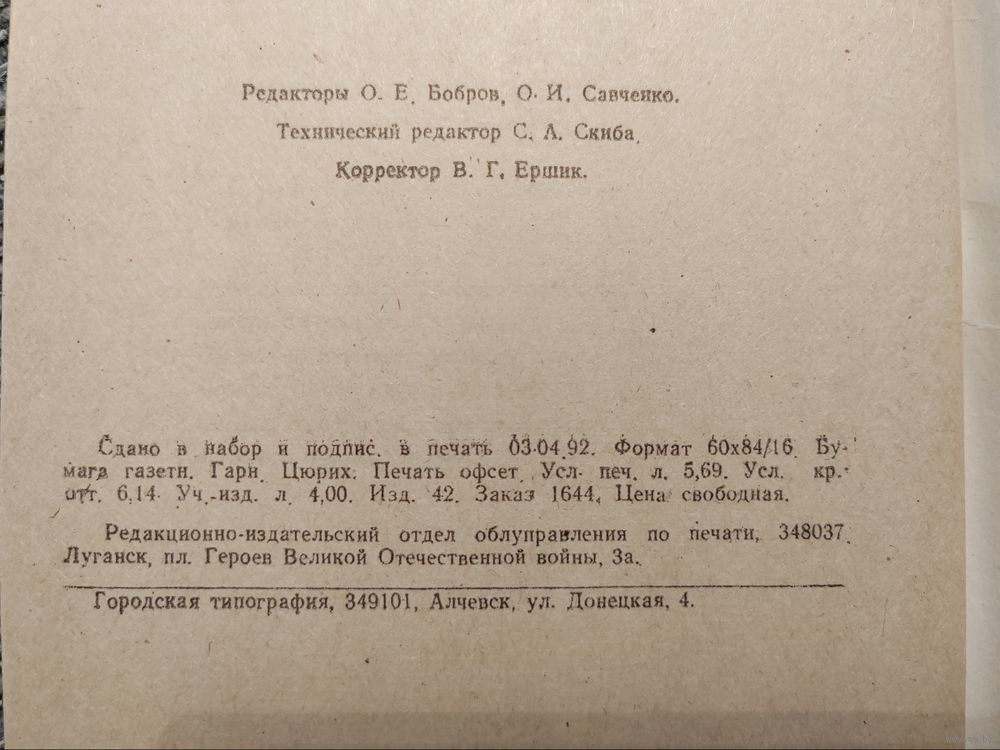 Редакторы О. Е. Бобров, О. И. Савченко.
Технический редактор С. А. Скиба.
Корректор В. Г. Ершик.
Сдано в набор и подпис. в печать 03.04.92. Формат 60х84/16. Бу-
мага газетн. Гарн. Цюрих. Печать офсет. Усл. печ. л. 5,69. Усл. кр.-
отт. 6,14. Уч.-изд. л. 4,00. Изд. 42. Заказ 1644. Цена свободная.
Редакционно-издательский отдел облуправления по печати, 348037.
Луганск, пл. Героев Великой Отечественной войны, 3а.
Городская типография, 349101, Алчевск, ул. Донецкая, 4.